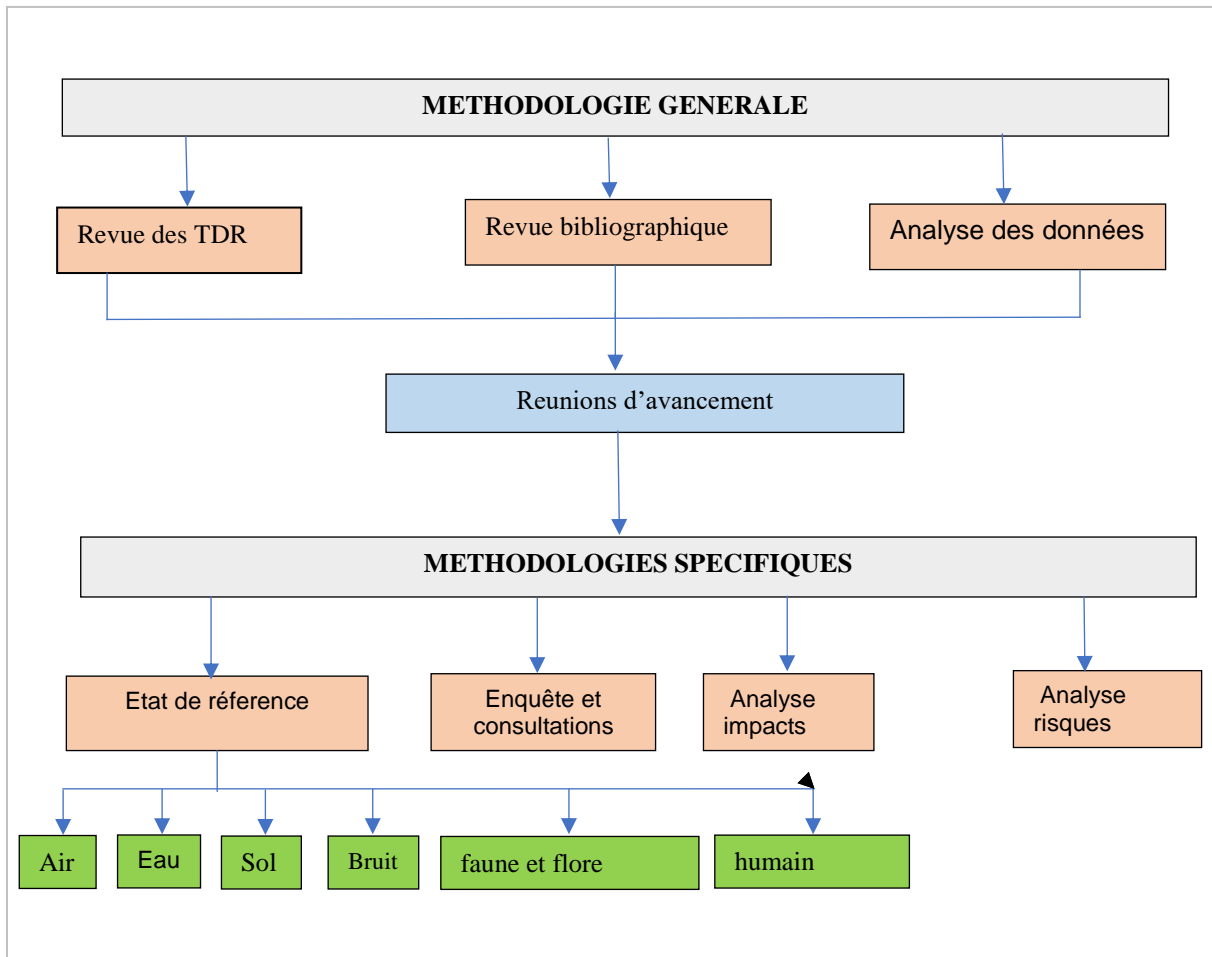 METHODOLOGIE GENERALE
Revue des TDR
Revue bibliographique
Analyse des données
Reunions d’avancement
METHODOLOGIES SPECIFIQUES
Etat de réference
Enquête et
consultations
Analyse
impacts
Analyse
risques
Air
Eau
Sol
Bruit
faune et flore
humain